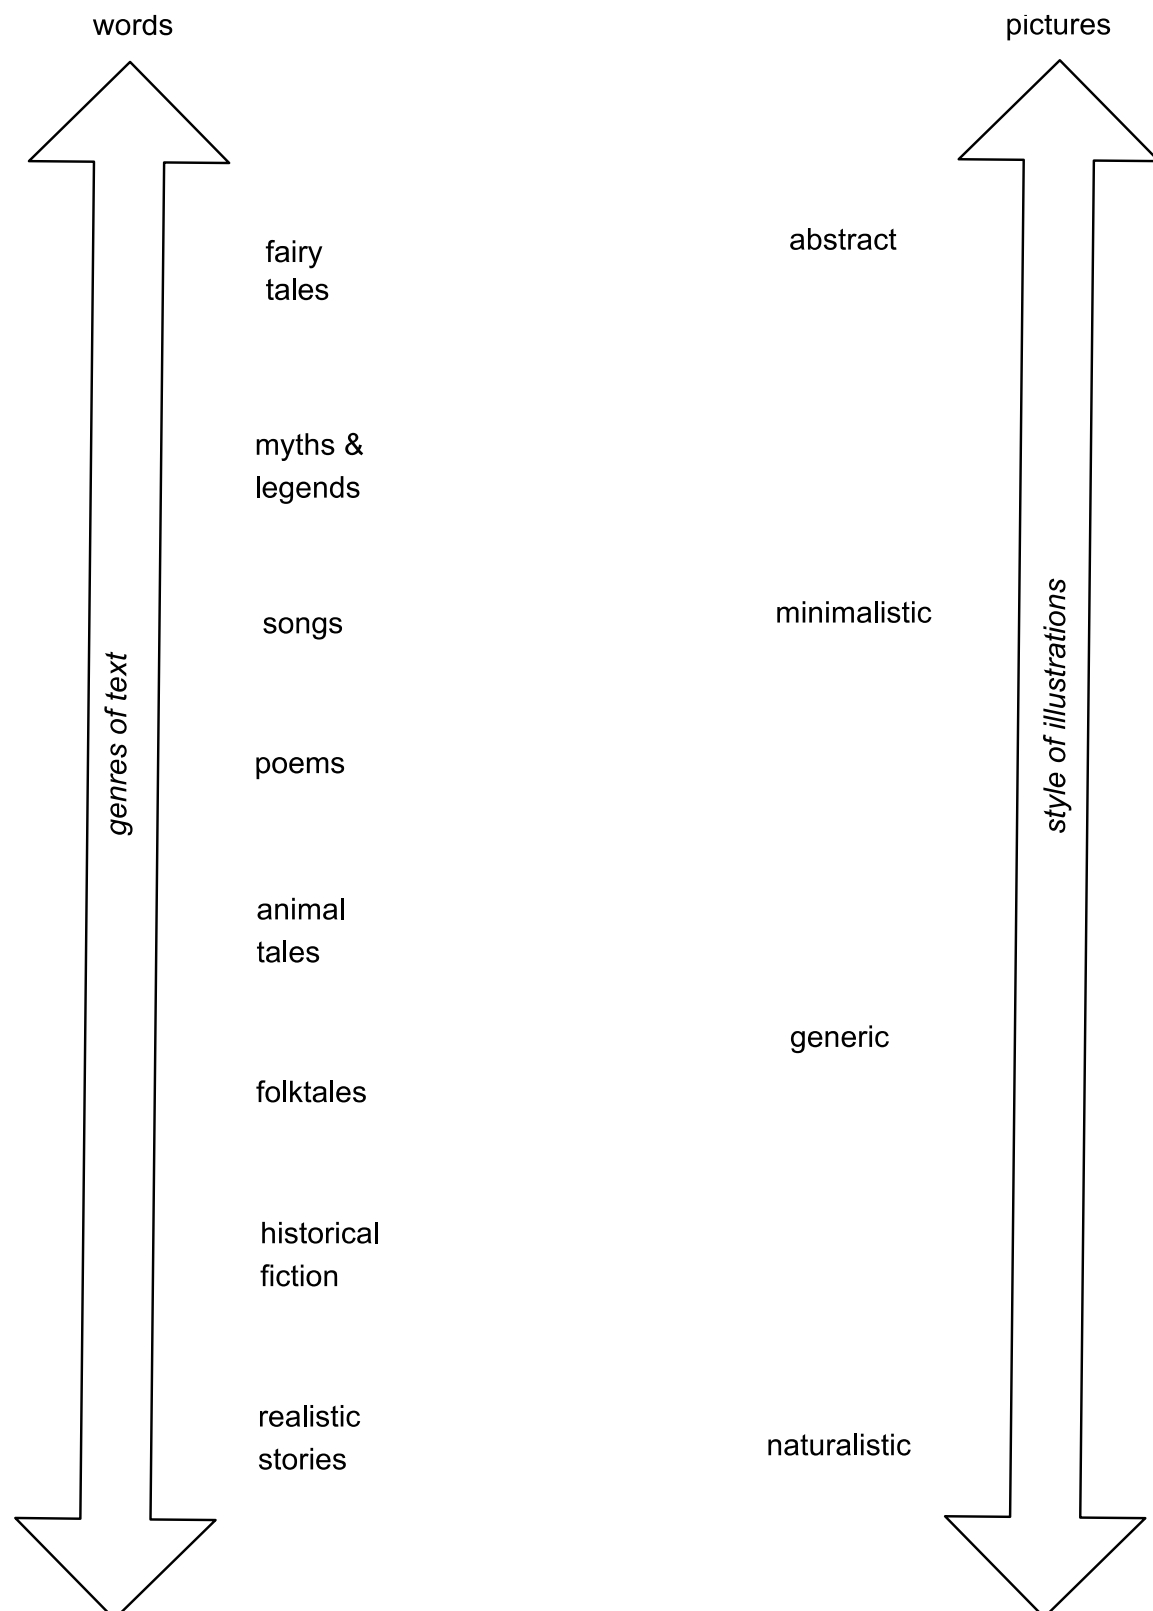 words
pictures
fairy
tales
myths &
legends
songs
poems
animal
tales
folktales
historical
fiction
realistic
stories
genres of text
abstract
minimalistic
generic
naturalistic
style of illustrations